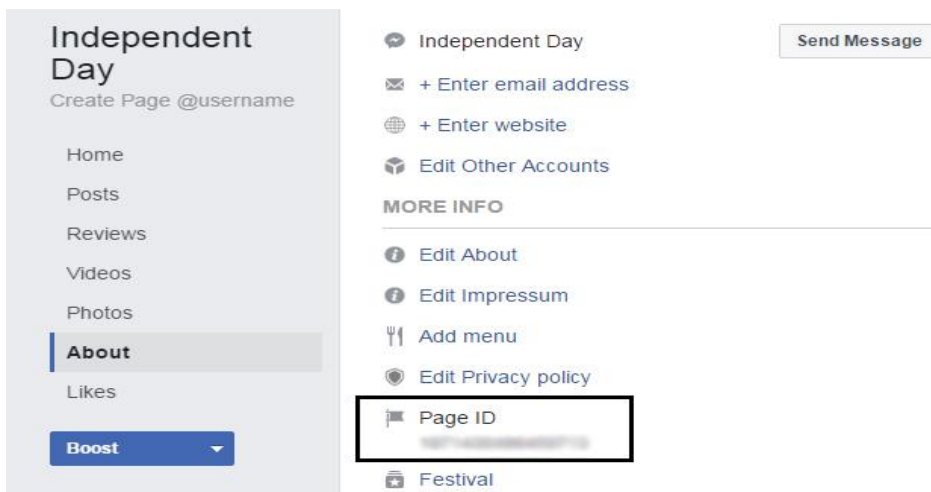 Independent
Day
Create Page @username
Home
Posts
Reviews
Videos
Photos
About
Likes
Boost
Independent Day
Send Message
+ Enter email address
+ Enter website
Edit Other Accounts
MORE INFO
Edit About
Edit Impressum
Add menu
Edit Privacy policy
Page ID
Festival